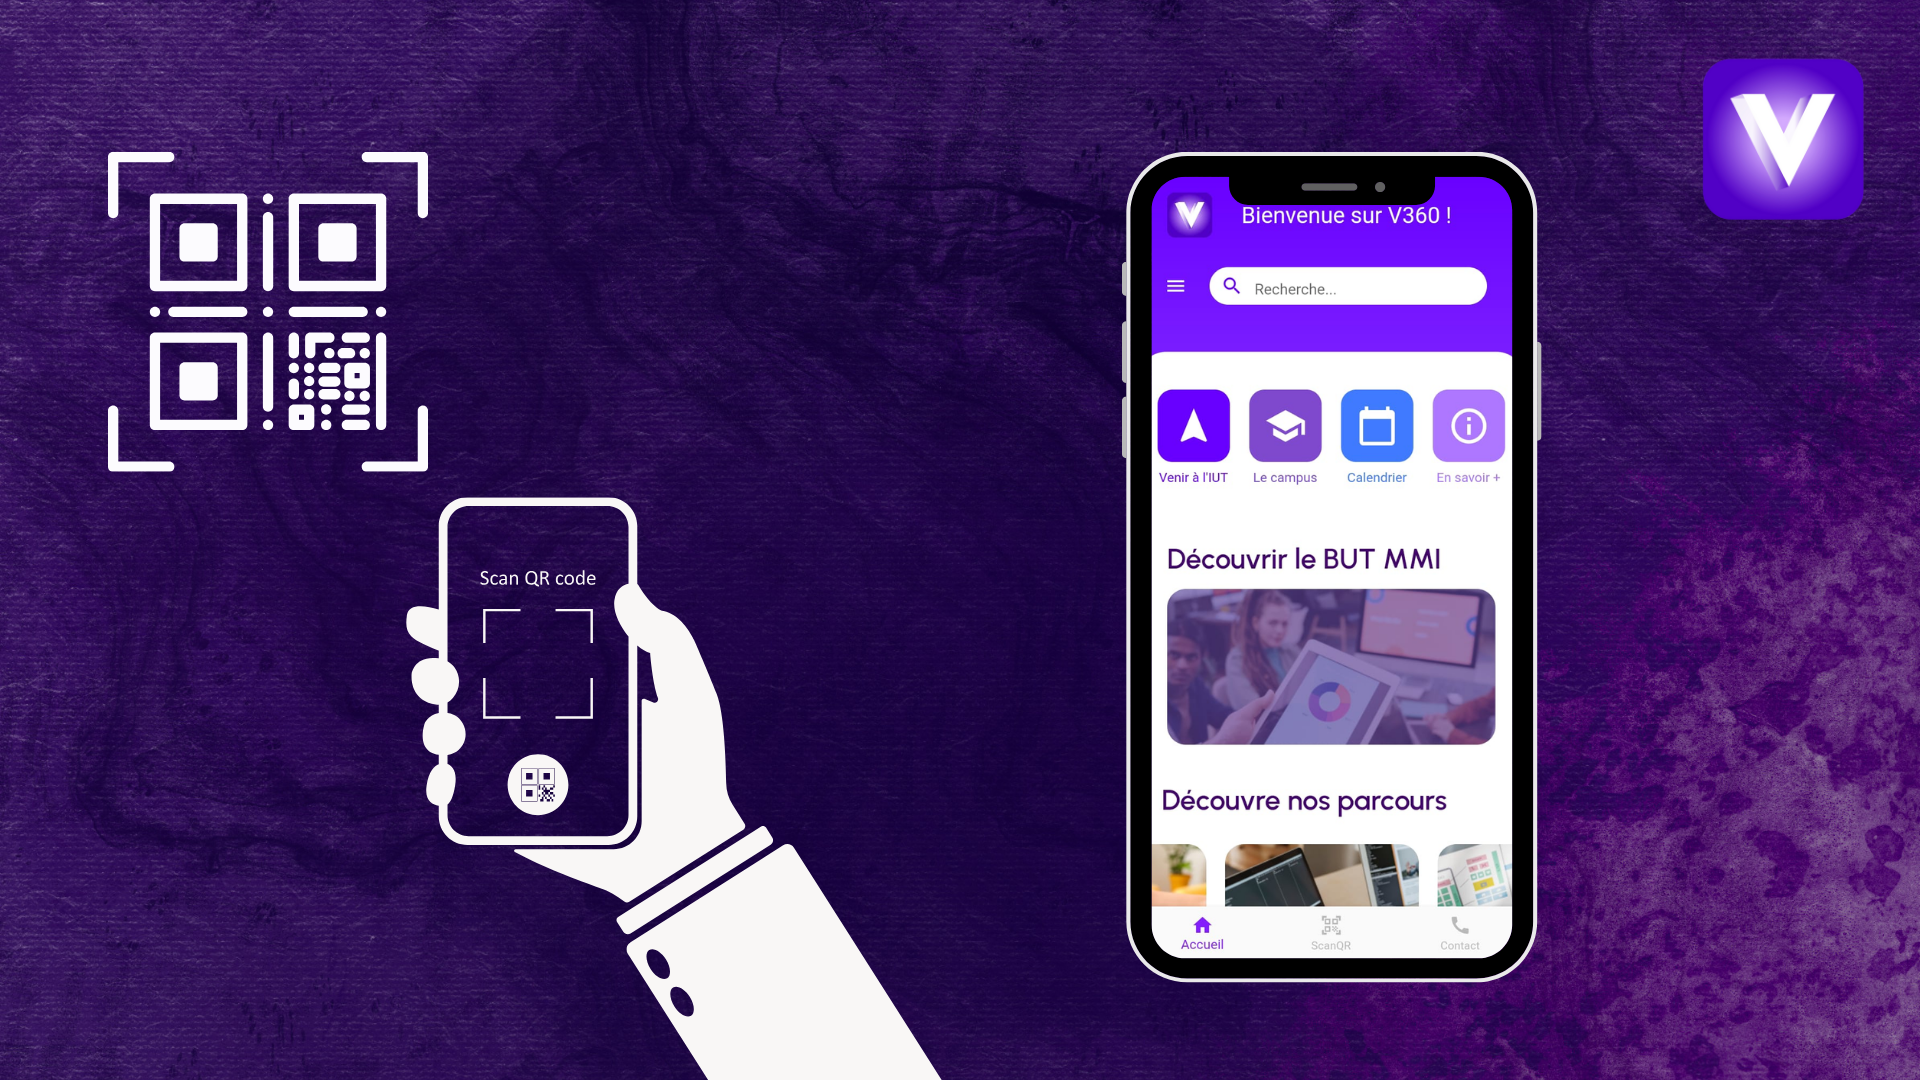 Scan QR code
Bienvenue sur V360 !
Recherche...
Venir à l'IUT
Le campus
Calendrier
En savoir +
Découvrir le BUT MMI
Découvre nos parcours
Accueil
ScanQR
Contact